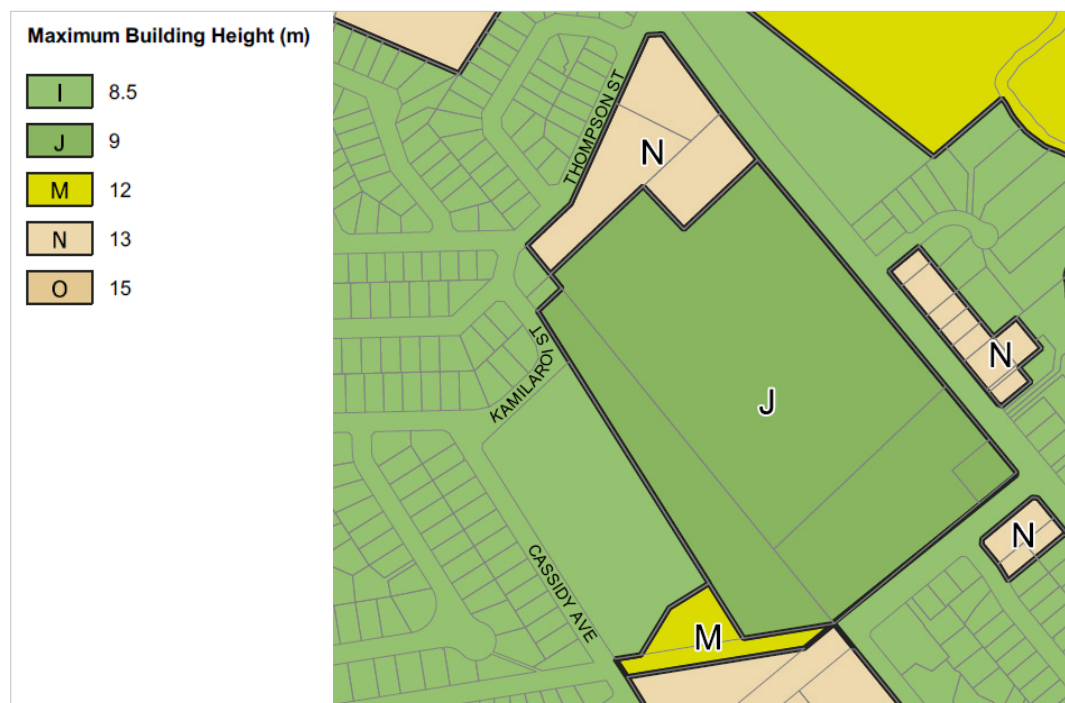 Maximum Building Height (m)
I 8.5
J 9
M 12
N 13
O 15
THOMPSON ST
N
KAMILAROI ST
J
N
N
CASSIDY AVE
M